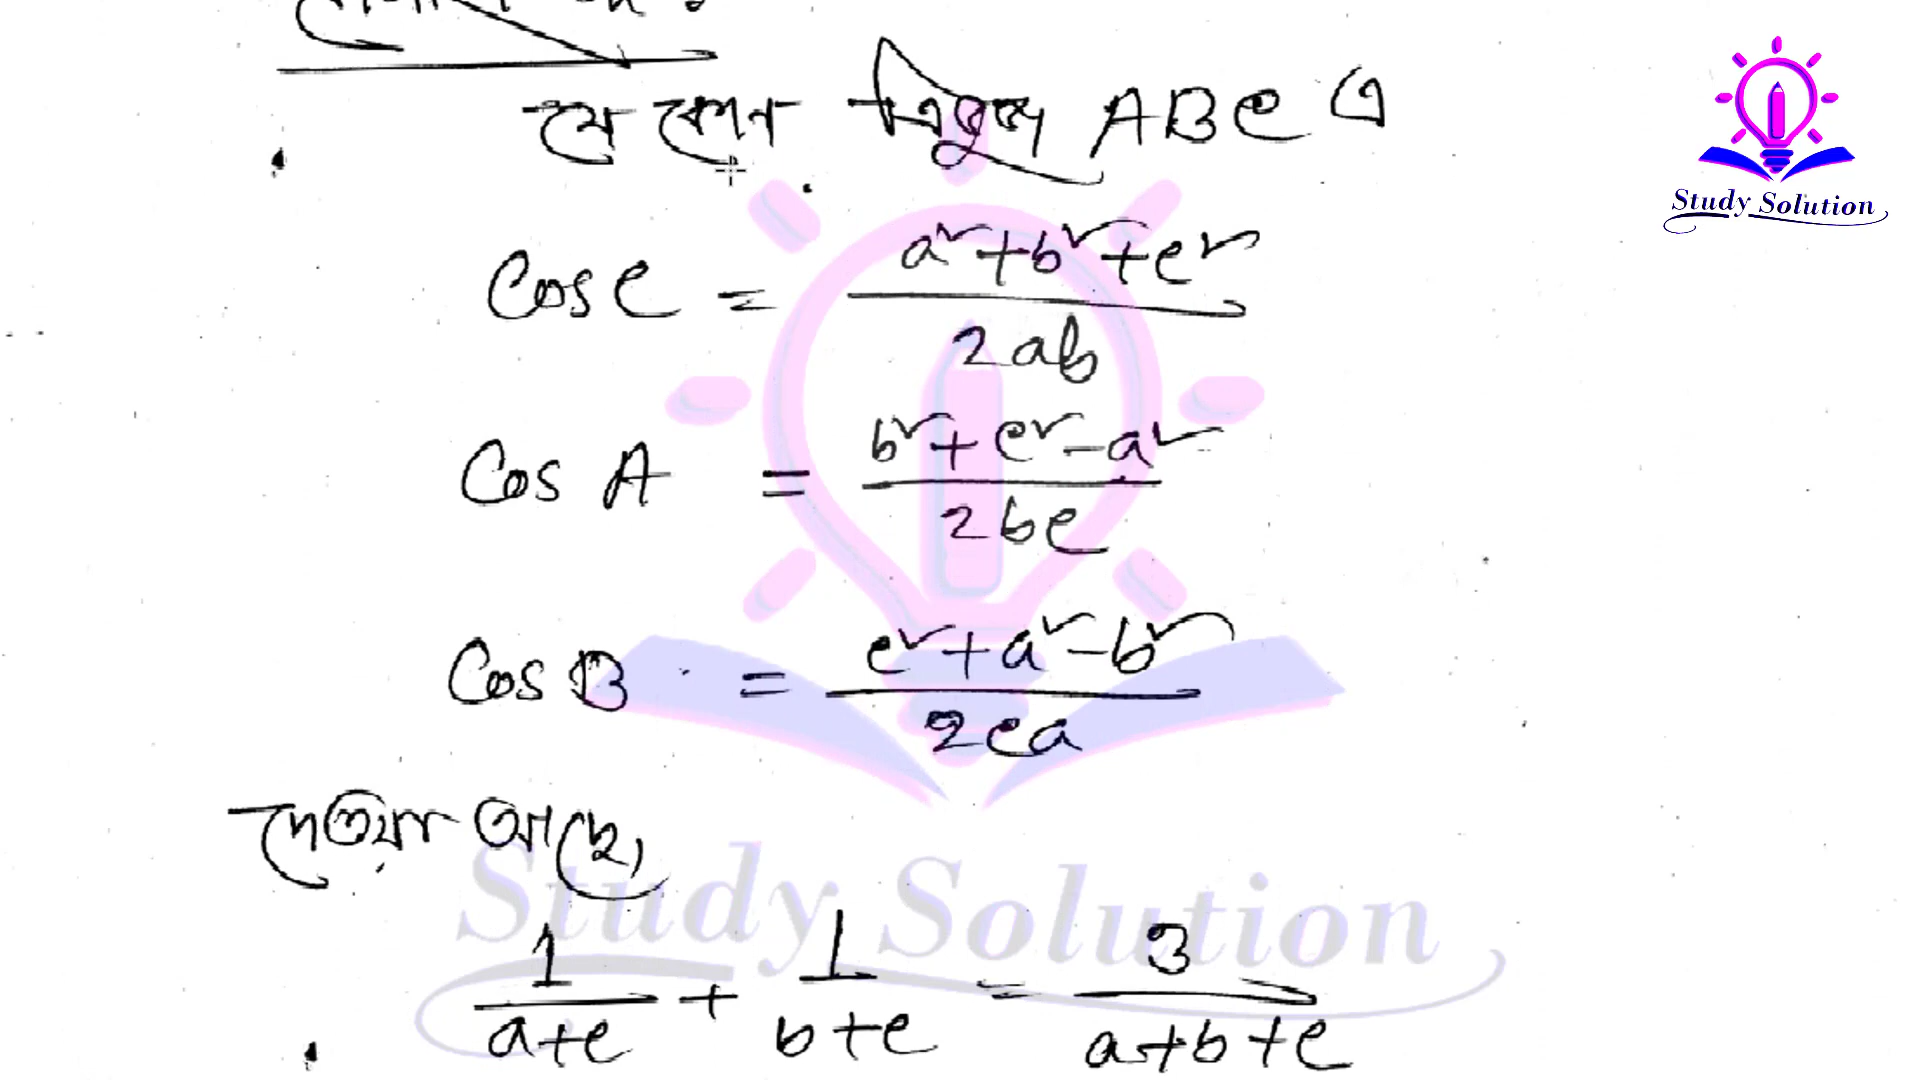 যে কোন ত্রিভুজ ABC এ
Study Solution
Cos C = (a² + b² + c²) / 2ab
Cos A = (b² + c² - a²) / 2bc
Cos B = (c² + a² - b²) / 2ca
দেওয়া আছে,
Study Solution
1/(a+c) + 1/(b+c) = 3/(a+b+c)